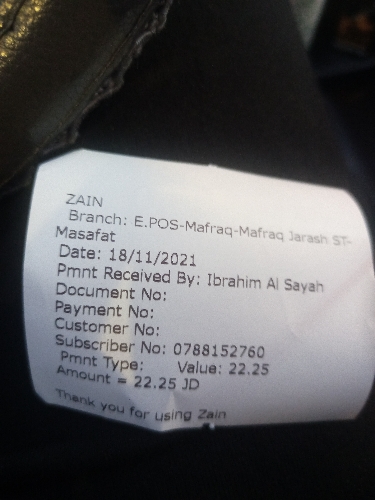 ZAIN
Branch: E.POS-Mafraq-Mafraq Jarash ST-
Masafat
Date: 18/11/2021
Pmnt Received By: Ibrahim Al Sayah
Document No:
Payment No:
Customer No:
Subscriber No: 0788152760
Pmnt Type: Value: 22.25
Amount = 22.25 JD
Thank you for using Zain